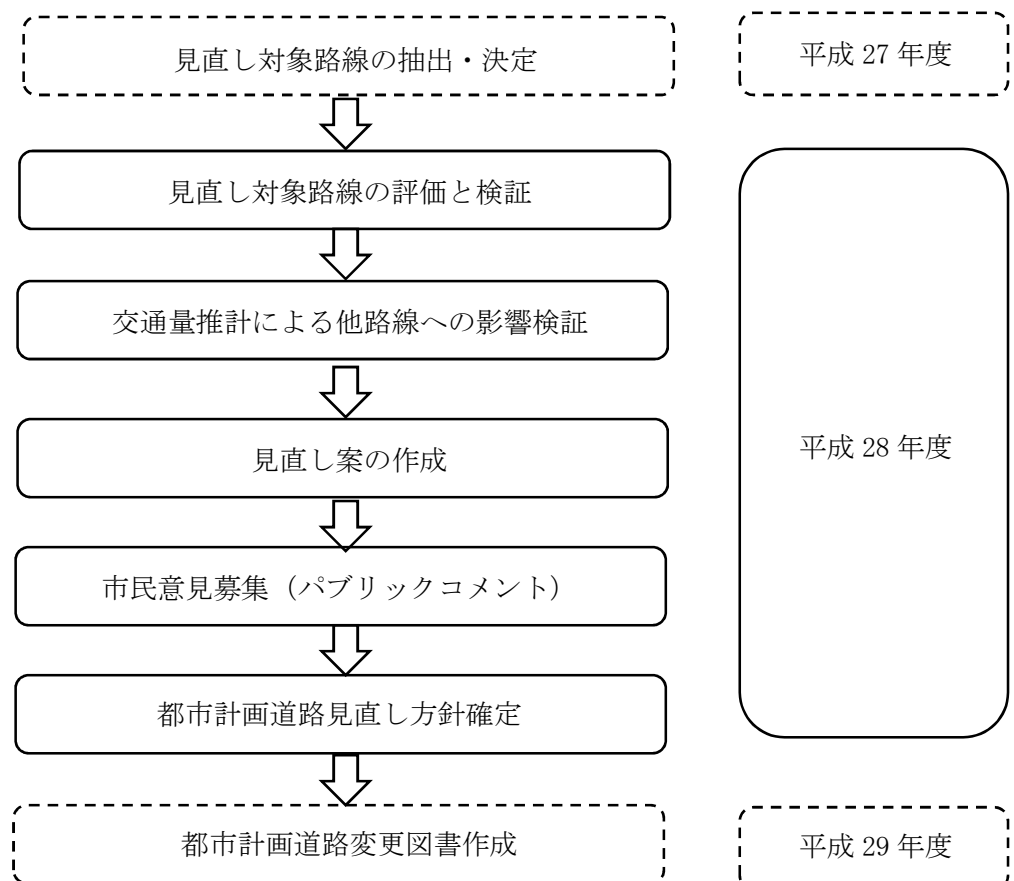 見直し対象路線の抽出・決定
平成 27 年度
見直し対象路線の評価と検証
交通量推計による他路線への影響検証
見直し案の作成
平成 28 年度
市民意見募集（パブリックコメント）
都市計画道路見直し方針確定
都市計画道路変更図書作成
平成 29 年度